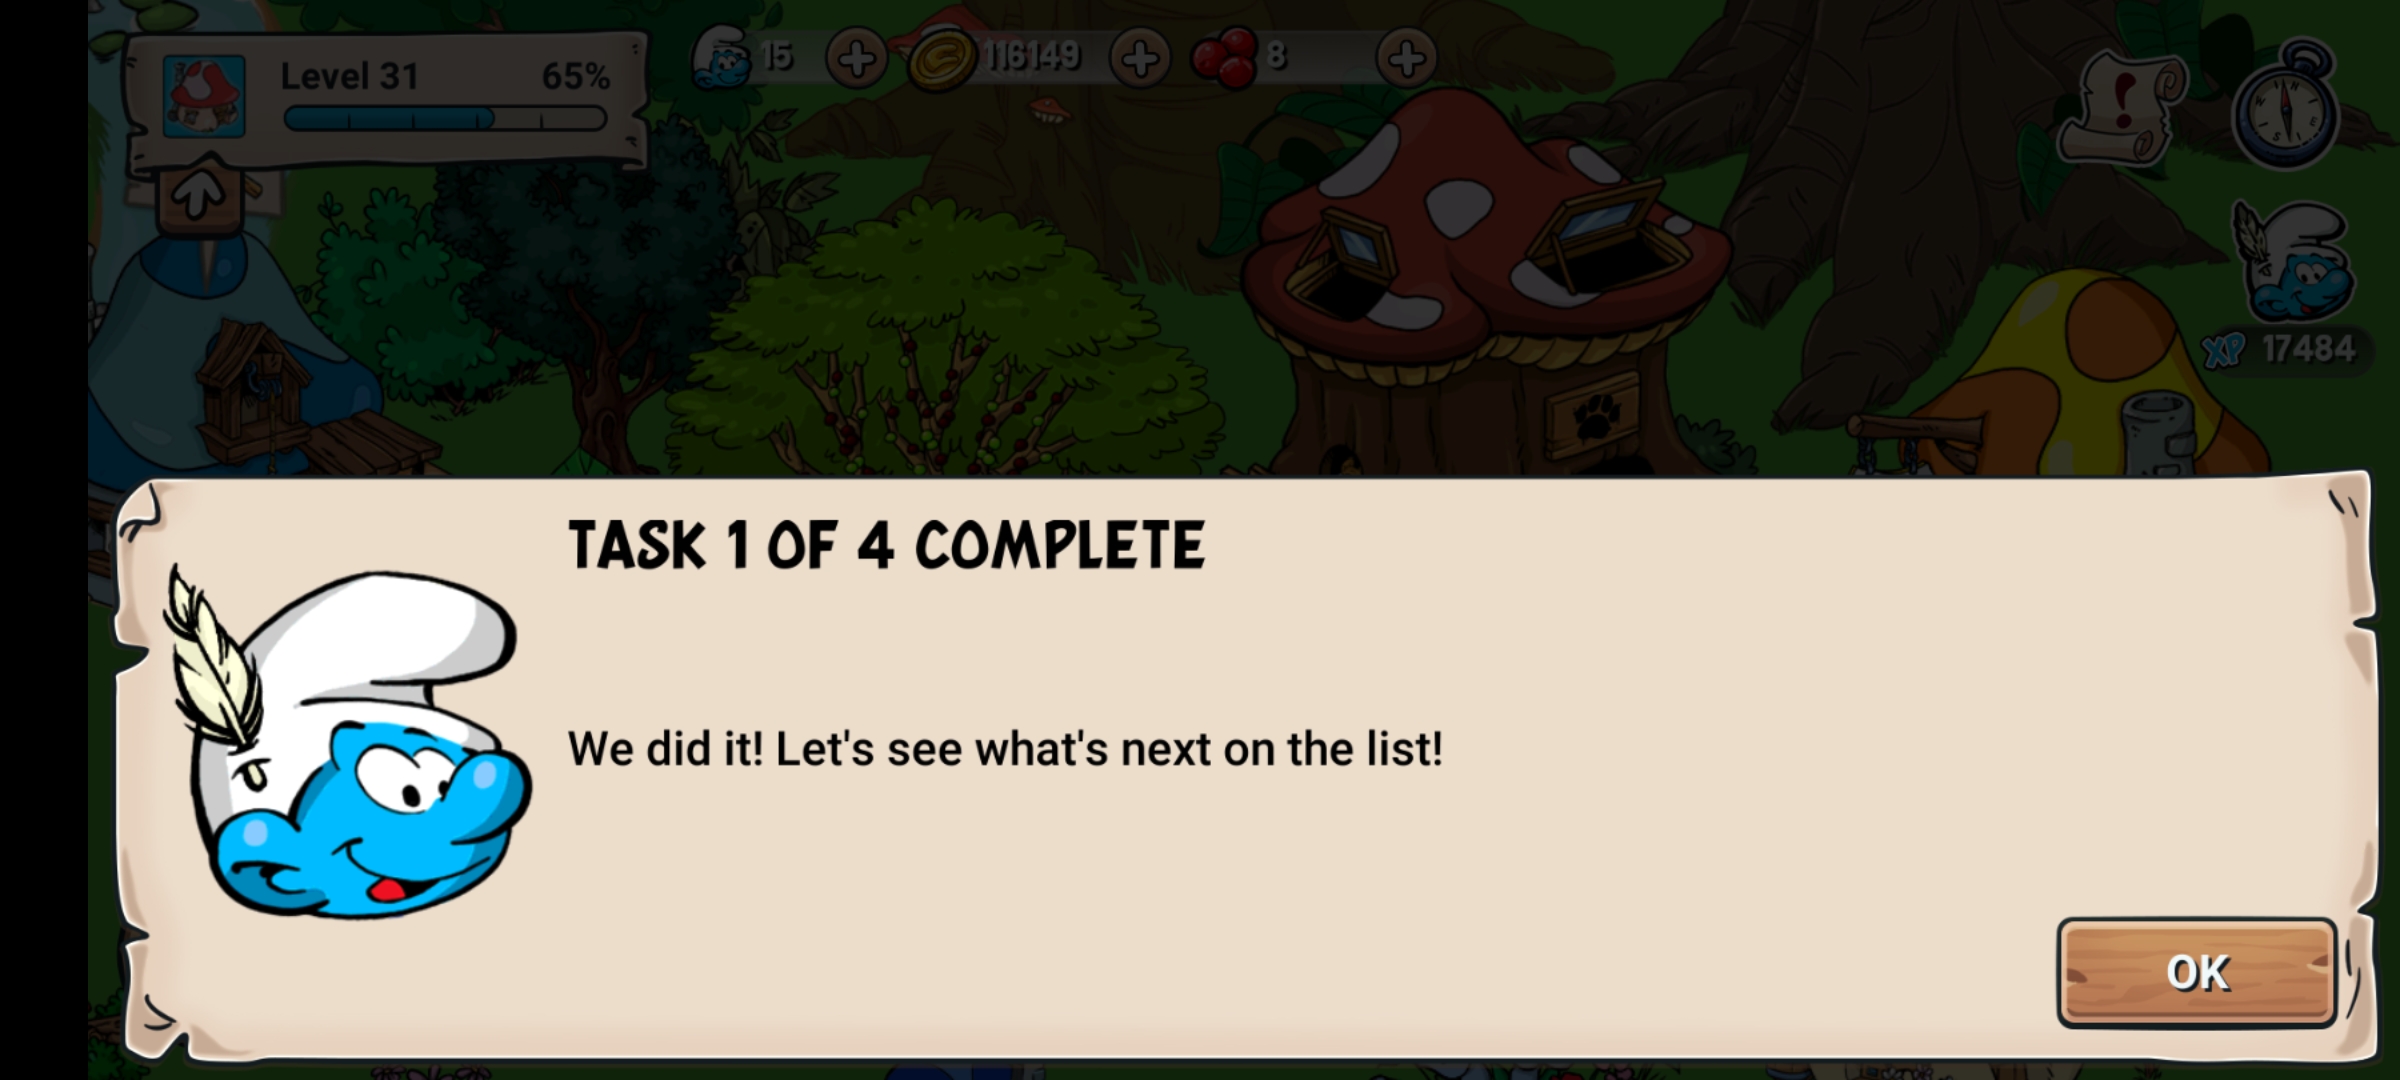 Level 31 65%
15
116149
8
XP 17484
TASK 1 OF 4 COMPLETE
We did it! Let's see what's next on the list!
OK